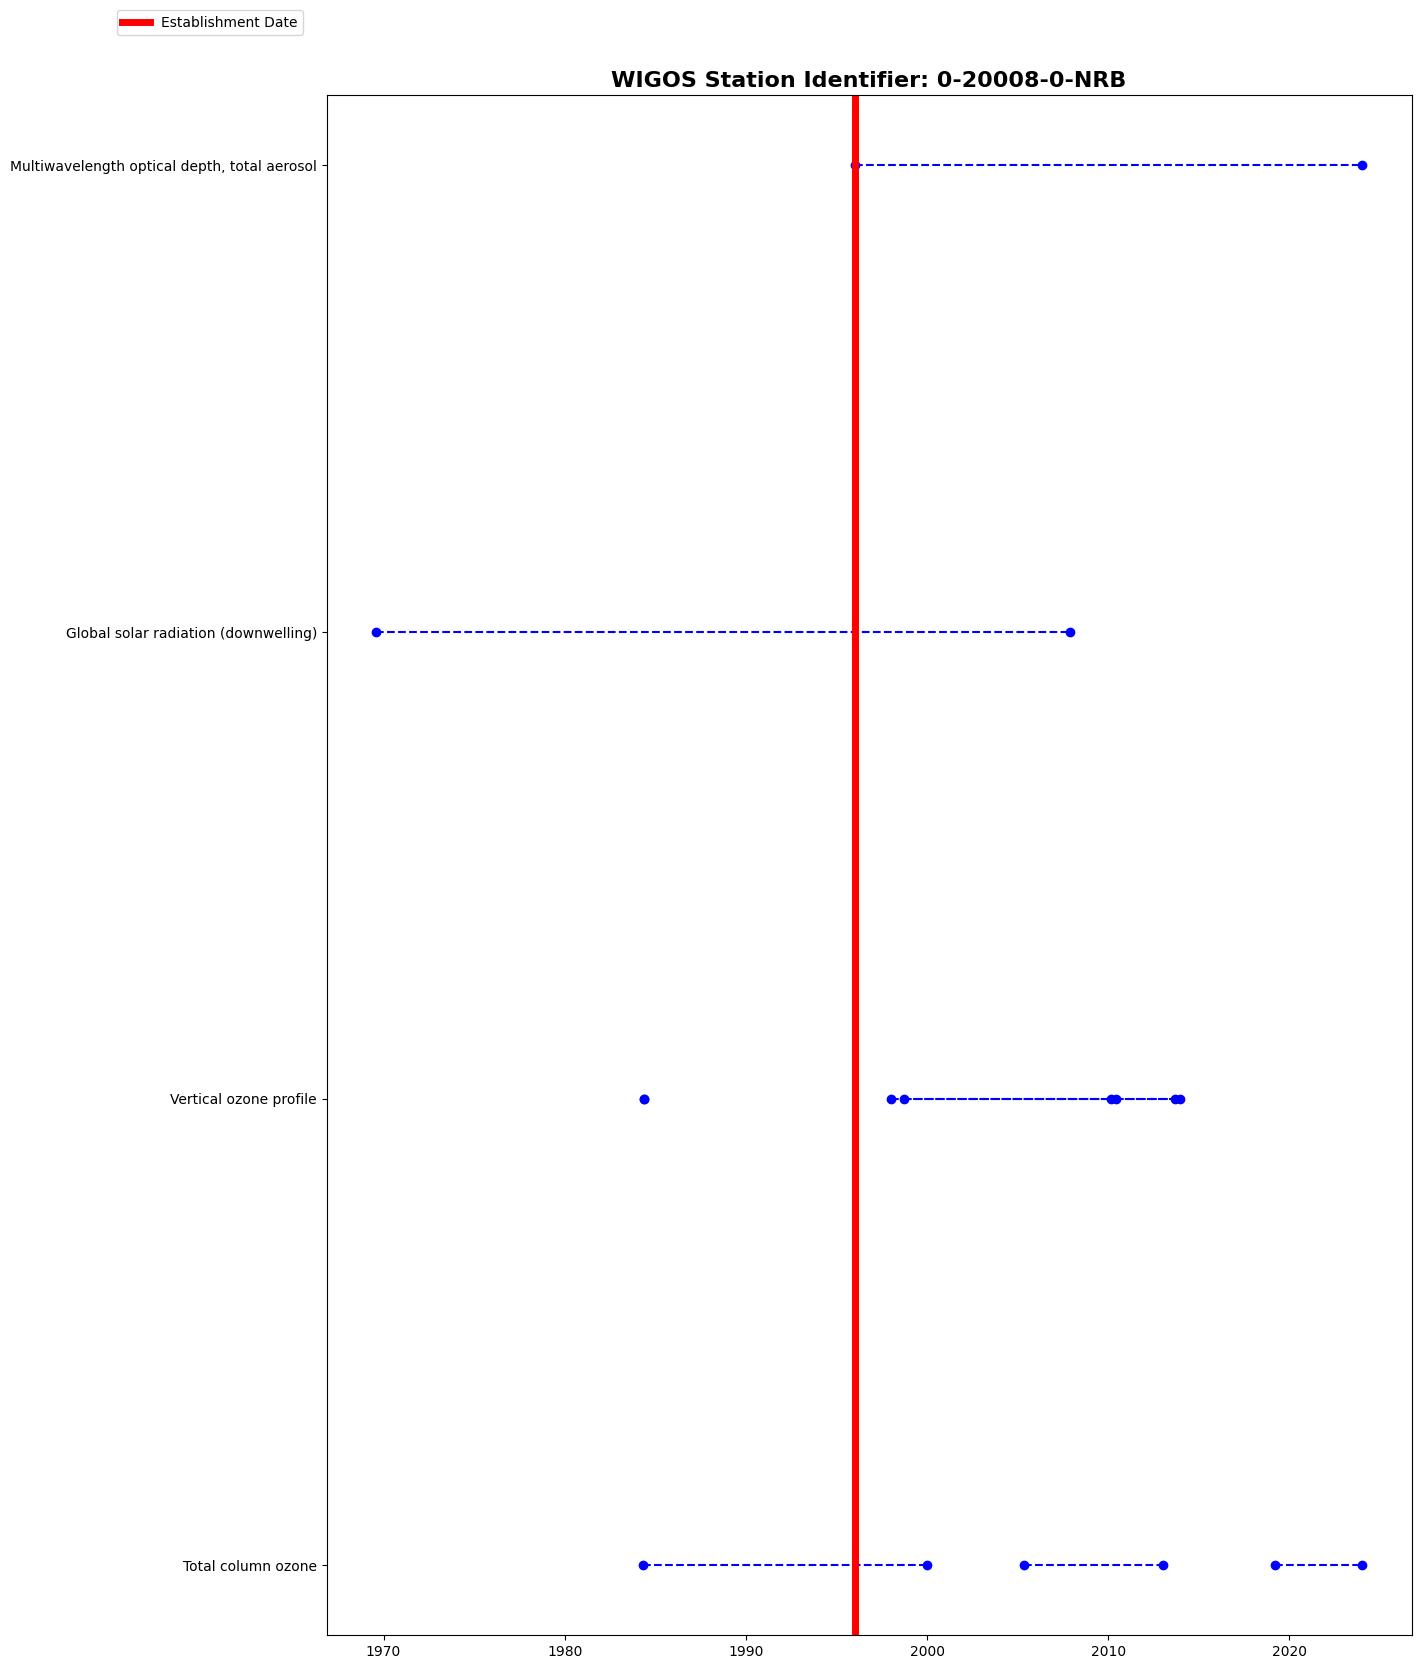 Establishment Date
WIGOS Station Identifier: 0-20008-0-NRB
Multiwavelength optical depth, total aerosol
Global solar radiation (downwelling)
Vertical ozone profile
Total column ozone
1970 1980 1990 2000 2010 2020